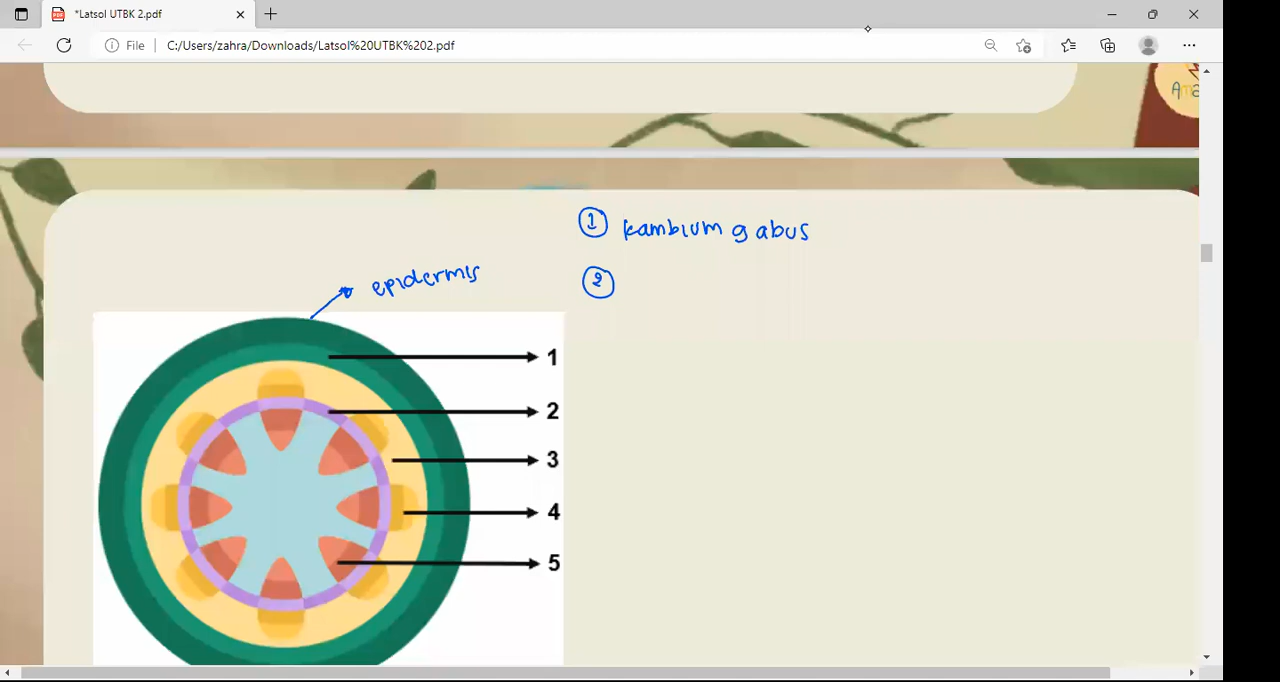 *Latsol UTBK 2.pdf
File
C:/Users/zahra/Downloads/Latsol%20UTBK%202.pdf
① kambium gabus
②
epidermis
1
2
3
4
5